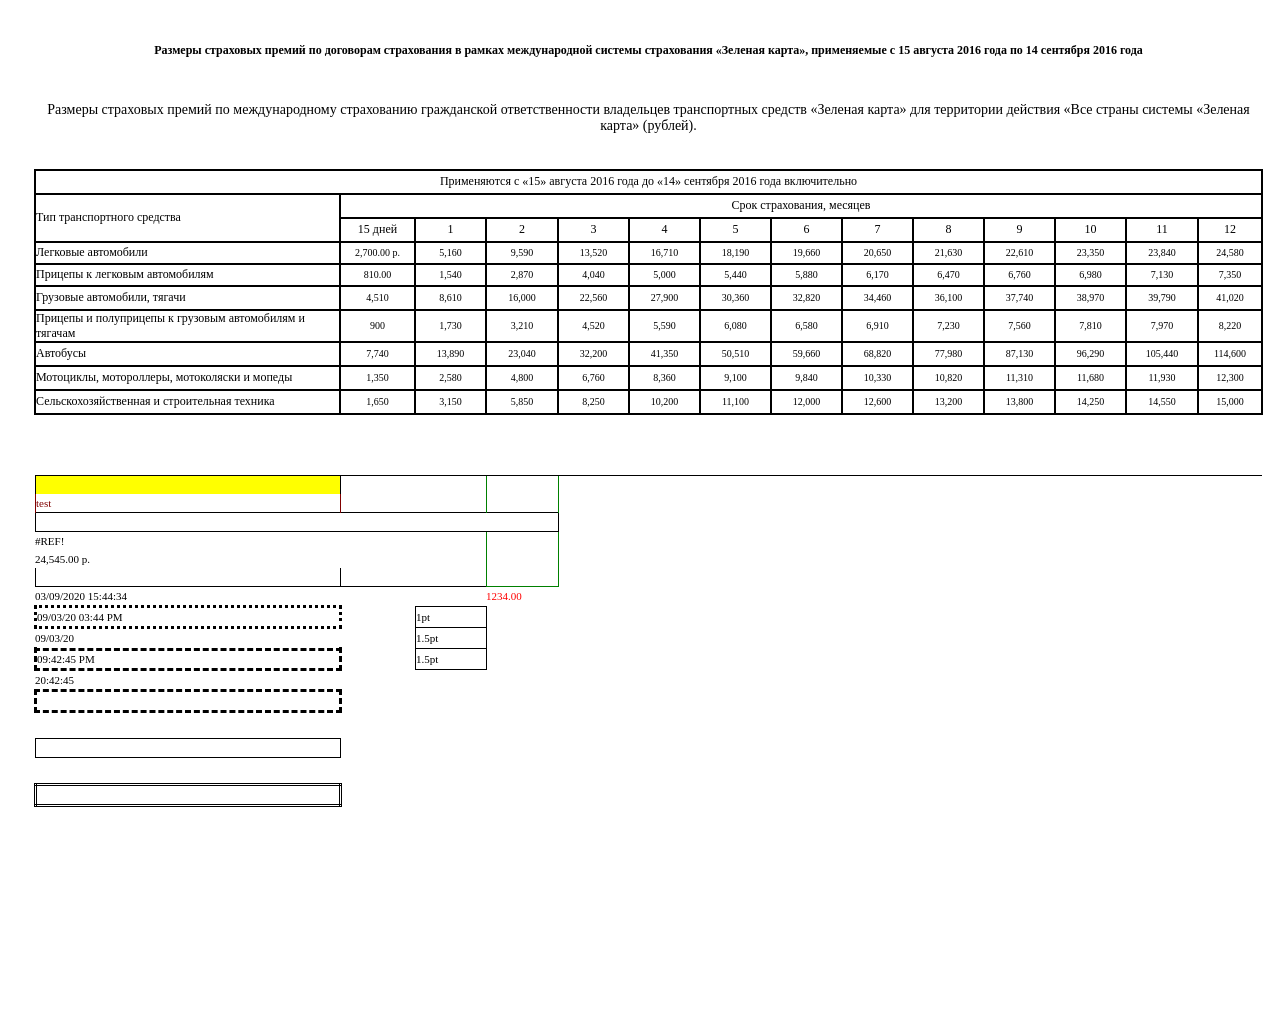 Размеры страховых премий по договорам страхования в рамках международной системы страхования «Зеленая карта», применяемые с 15 августа 2016 года по 14 сентября 2016 года
Размеры страховых премий по международному страхованию гражданской ответственности владельцев транспортных средств «Зеленая карта» для территории действия «Все страны системы «Зеленая
карта» (рублей).
Применяются с «15» августа 2016 года до «14» сентября 2016 года включительно
Тип транспортного средства
Срок страхования, месяцев
15 дней 1 2 3 4 5 6 7 8 9 10 11 12
Легковые автомобили 2,700.00 р. 5,160 9,590 13,520 16,710 18,190 19,660 20,650 21,630 22,610 23,350 23,840 24,580
Прицепы к легковым автомобилям 810.00 1,540 2,870 4,040 5,000 5,440 5,880 6,170 6,470 6,760 6,980 7,130 7,350
Грузовые автомобили, тягачи 4,510 8,610 16,000 22,560 27,900 30,360 32,820 34,460 36,100 37,740 38,970 39,790 41,020
Прицепы и полуприцепы к грузовым автомобилям и
тягачам 900 1,730 3,210 4,520 5,590 6,080 6,580 6,910 7,230 7,560 7,810 7,970 8,220
Автобусы 7,740 13,890 23,040 32,200 41,350 50,510 59,660 68,820 77,980 87,130 96,290 105,440 114,600
Мотоциклы, мотороллеры, мотоколяски и мопеды 1,350 2,580 4,800 6,760 8,360 9,100 9,840 10,330 10,820 11,310 11,680 11,930 12,300
Сельскохозяйственная и строительная техника 1,650 3,150 5,850 8,250 10,200 11,100 12,000 12,600 13,200 13,800 14,250 14,550 15,000
test
#REF!
24,545.00 р.
03/09/2020 15:44:34 1234.00
09/03/20 03:44 PM 1pt
09/03/20 1.5pt
09:42:45 PM 1.5pt
20:42:45